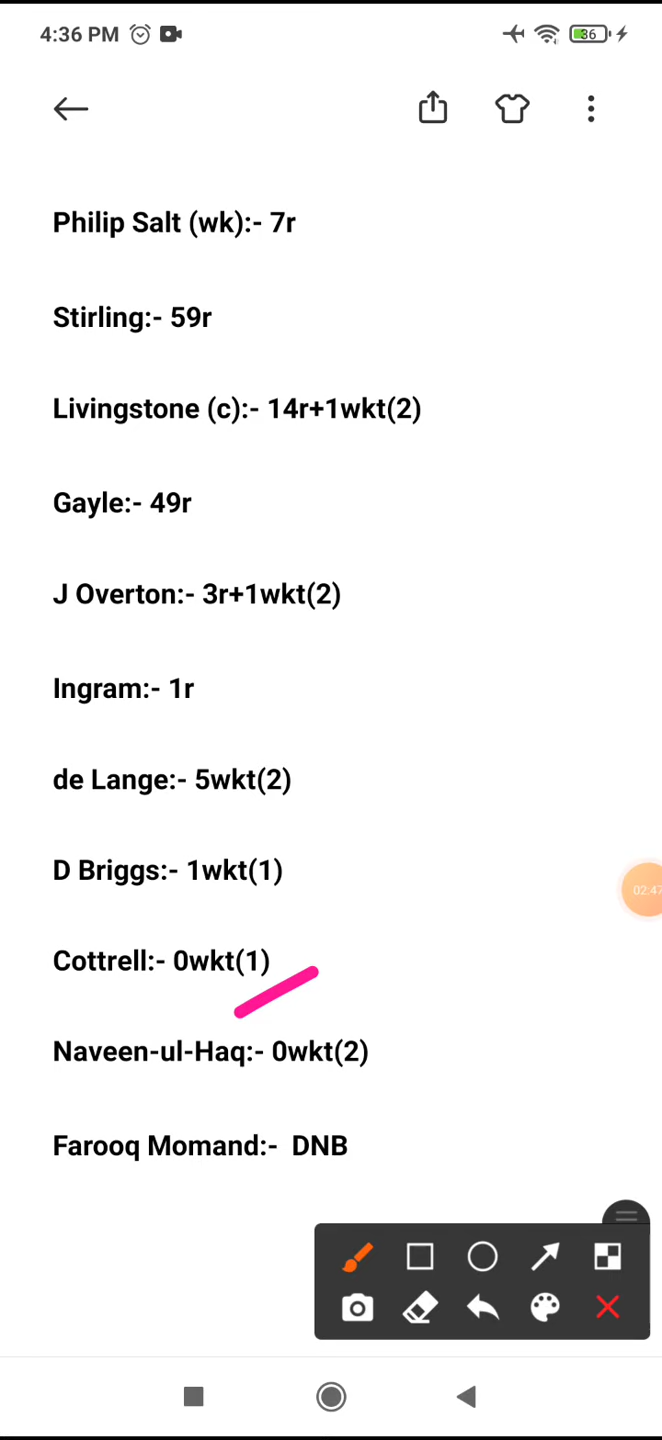 4:36 PM
36
Philip Salt (wk):- 7r
Stirling:- 59r
Livingstone (c):- 14r+1wkt(2)
Gayle:- 49r
J Overton:- 3r+1wkt(2)
Ingram:- 1r
de Lange:- 5wkt(2)
D Briggs:- 1wkt(1)
02:47
Cottrell:- 0wkt(1)
Naveen-ul-Haq:- 0wkt(2)
Farooq Momand:- DNB